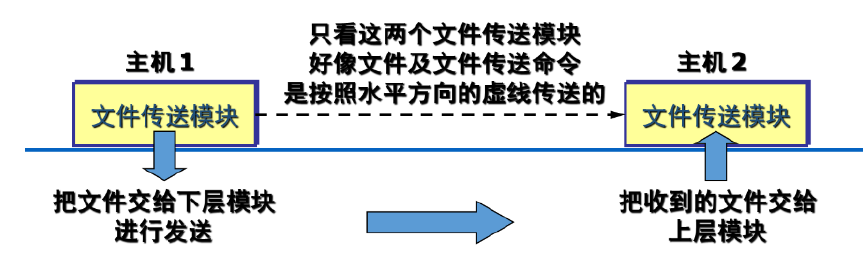 只看这两个文件传送模块
好像文件及文件传送命令
是按照水平方向的虚线传送的
主机 1
主机 2
文件传送模块
文件传送模块
把文件交给下层模块
进行发送
把收到的文件交给
上层模块